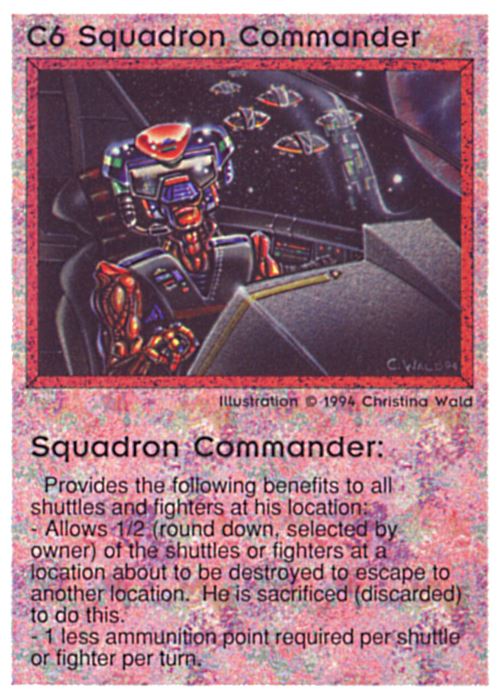 C6 Squadron Commander
C. WALD 94
Illustration © 1994 Christina Wald
Squadron Commander:
Provides the following benefits to all
shuttles and fighters at his location:
- Allows 1/2 (round down, selected by
owner) of the shuttles or fighters at a
location about to be destroyed to escape to
another location.  He is sacrificed (discarded)
to do this.
- 1 less ammunition point required per shuttle
or fighter per turn.